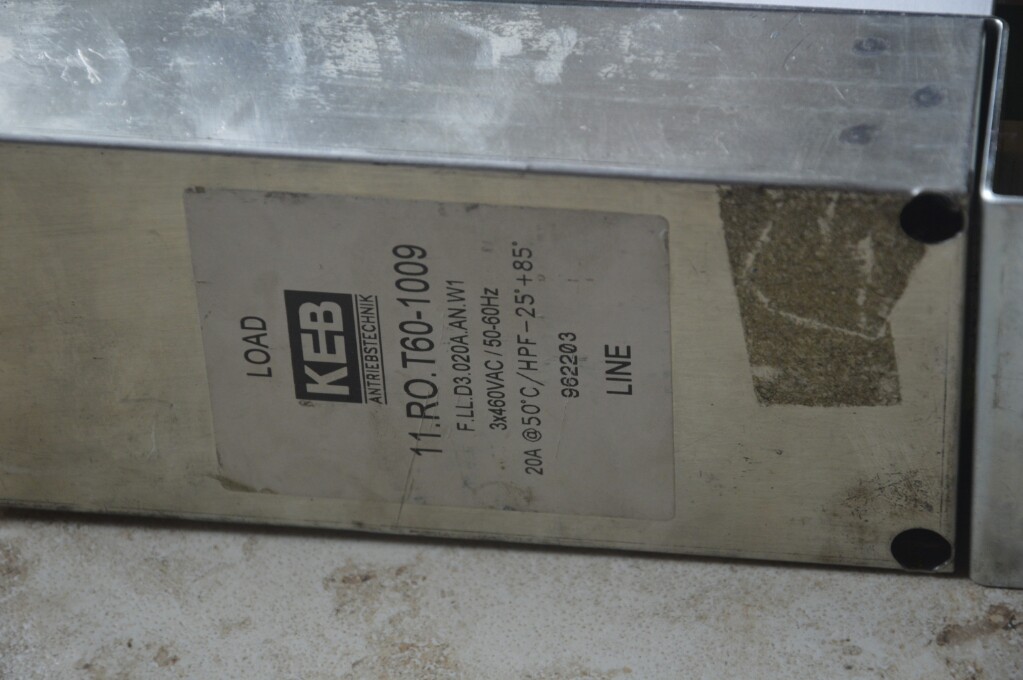 LOAD
KEB
ANTRIEBSTECHNIK
11.RO.T60-1009
F.LL.D3.020A.AN.W1
3x460VAC/50-60Hz
20A @50°C/HPF-25°+85°
962203
LINE